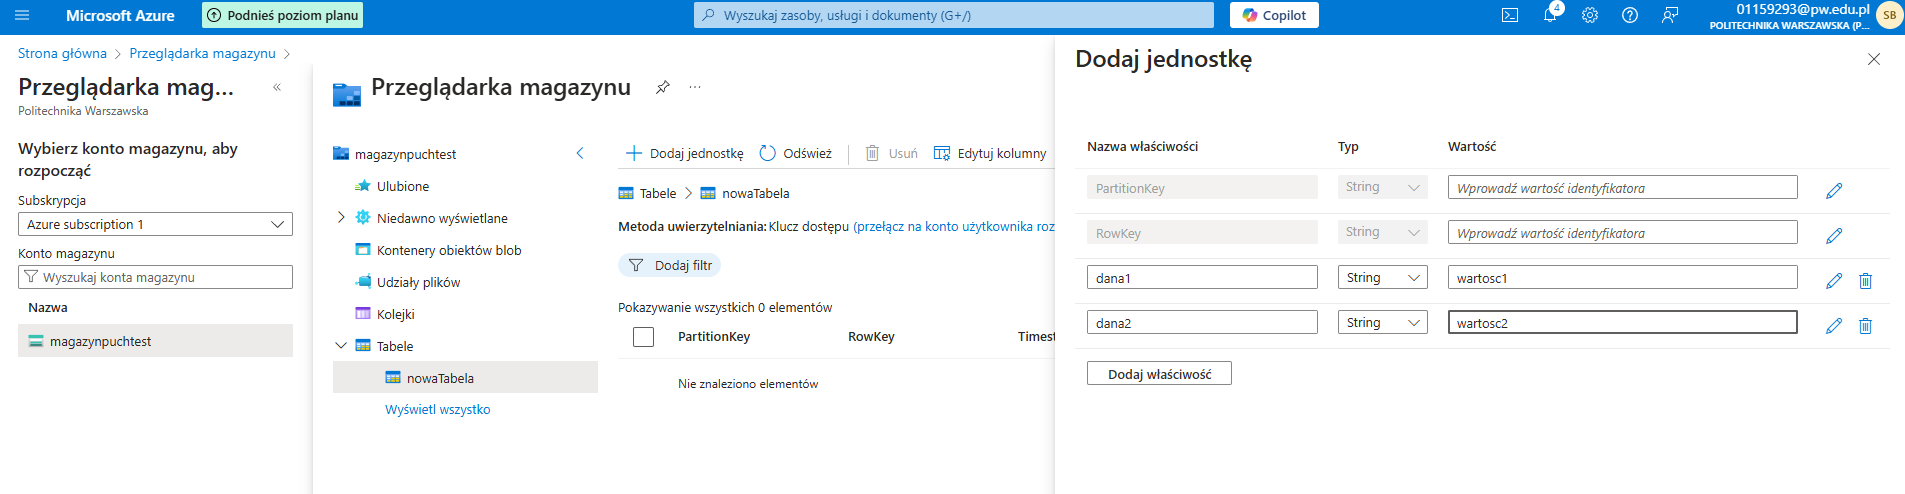 Microsoft Azure
Podnieś poziom planu
Wyszukaj zasoby, usługi i dokumenty (G+/)
Copilot
4
01159293@pw.edu.pl
POLITECHNIKA WARSZAWSKA (P...
SB
Strona główna > Przeglądarka magazynu >
Przeglądarka mag... «
Politechnika Warszawska
Wybierz konto magazynu, aby
rozpocząć
Subskrypcja
Azure subscription 1
Konto magazynu
Wyszukaj konta magazynu
Nazwa
magazynpuchtest
Przeglądarka magazynu ...
magazynpuchtest
Ulubione
Niedawno wyświetlane
Kontenery obiektów blob
Udziały plików
Kolejki
Tabele
nowaTabela
Wyświetl wszystko
Dodaj jednostkę Odśwież Usuń Edytuj kolumny
Tabele > nowaTabela
Metoda uwierzytelniania: Klucz dostępu (przełącz na konto użytkownika roz
Dodaj filtr
Pokazywanie wszystkich 0 elementów
PartitionKey RowKey Timest
Nie znaleziono elementów
Dodaj jednostkę
Nazwa właściwości Typ Wartość
PartitionKey String Wprowadź wartość identyfikatora
RowKey String Wprowadź wartość identyfikatora
dana1 String wartosc1
dana2 String wartosc2
Dodaj właściwość